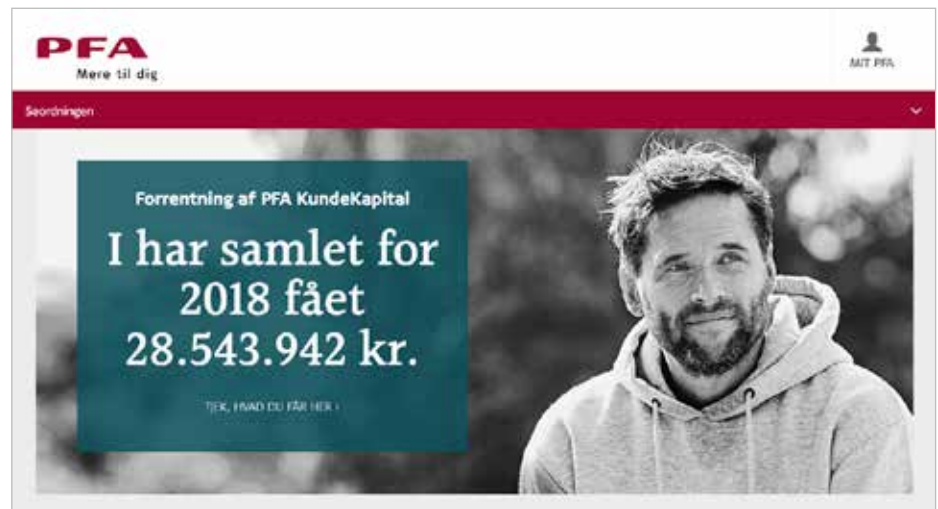 PFA
Mere til dig
MIT PFA
Seordningen
Forrentning af PFA KundeKapital
I har samlet for
2018 fået
28.543.942 kr.
TJEK, HVAD DU FÅR HER ›